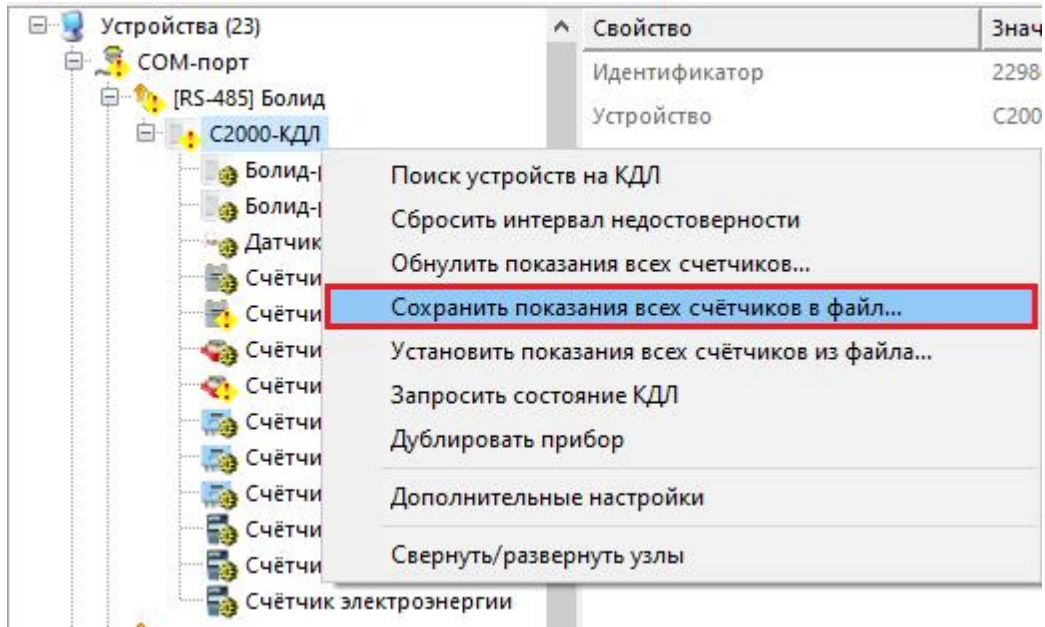 Устройства (23)
СОМ-порт
[RS-485] Болид
С2000-КДЛ
Болид-
Болид-
Датчик
Счётчи
Счётчи
Счётчи
Счётчи
Счётчи
Счётчи
Счётчи
Счётчи
Счётчи
Счётчик электроэнергии
Свойство
Знач
Идентификатор
2298
Устройство
С200
Поиск устройств на КДЛ
Сбросить интервал недостоверности
Обнулить показания всех счетчиков...
Сохранить показания всех счётчиков в файл...
Установить показания всех счётчиков из файла...
Запросить состояние КДЛ
Дублировать прибор
Дополнительные настройки
Свернуть/развернуть узлы